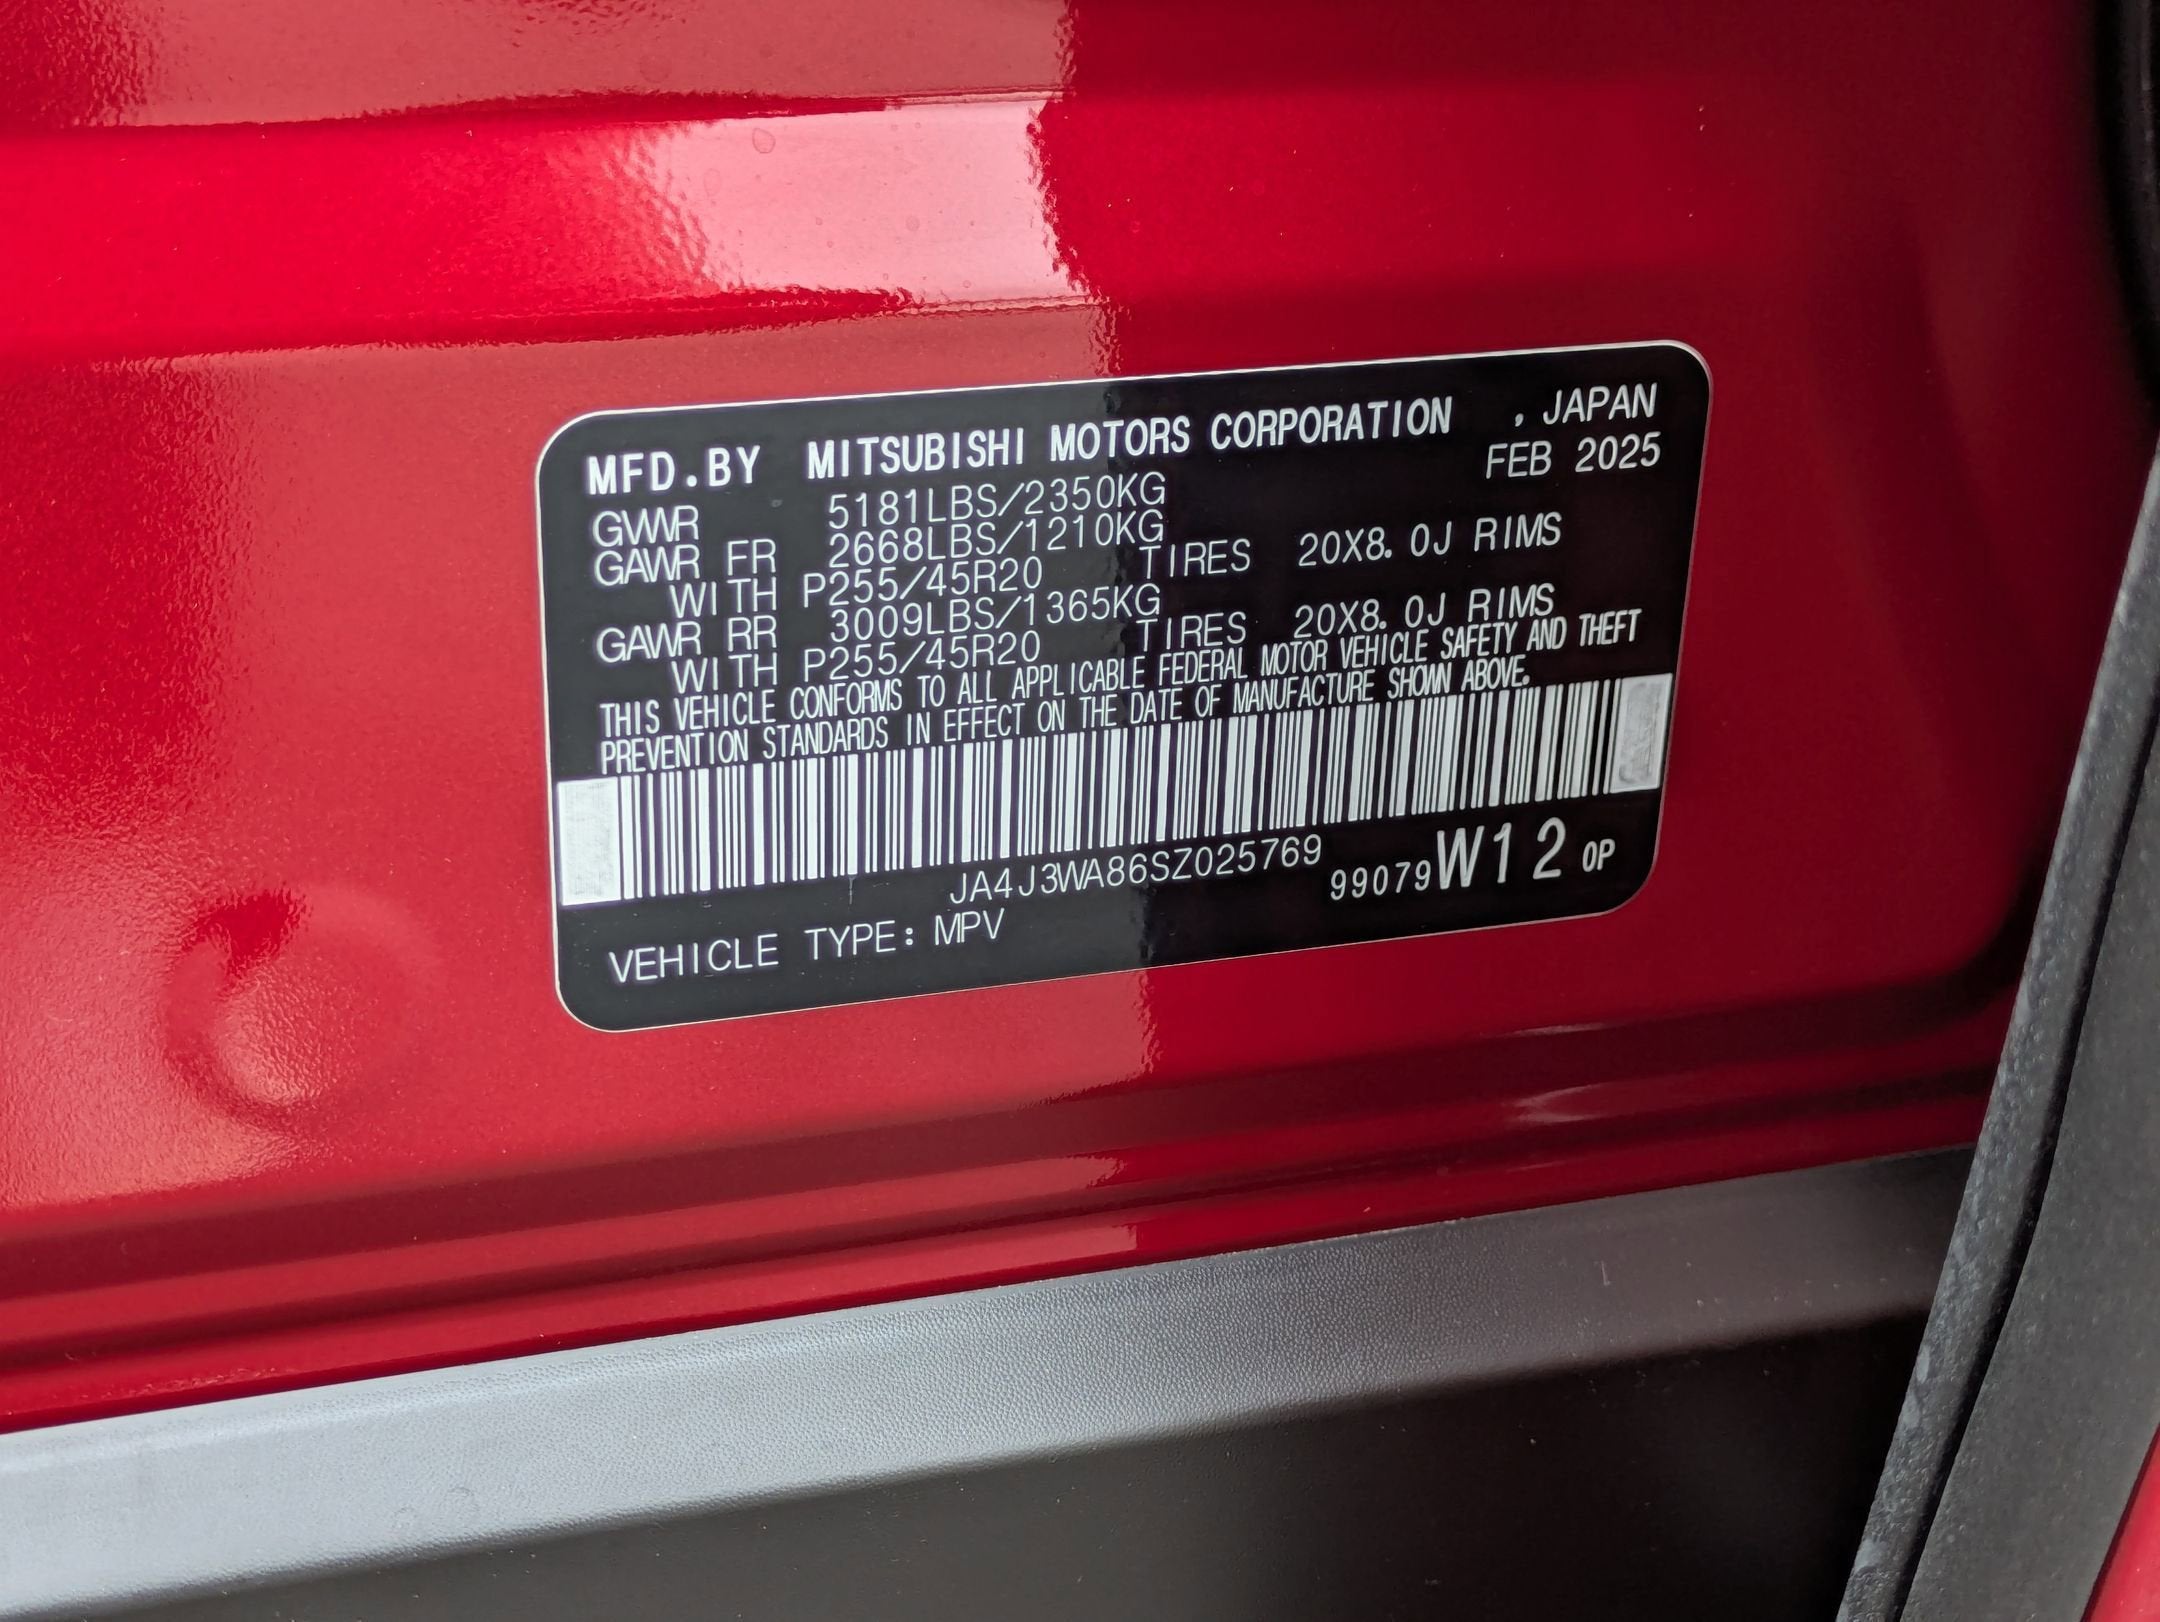 MFD.BY MITSUBISHI MOTORS CORPORATION , JAPAN
FEB 2025
GVWR 5181LBS/2350KG
GAWR FR 2668LBS/1210KG
WITH P255/45R20 TIRES 20X8.0J RIMS
GAWR RR 3009LBS/1365KG
WITH P255/45R20 TIRES 20X8.0J RIMS
THIS VEHICLE CONFORMS TO ALL APPLICABLE FEDERAL MOTOR VEHICLE SAFETY AND THEFT
PREVENTION STANDARDS IN EFFECT ON THE DATE OF MANUFACTURE SHOWN ABOVE.
JA4J3WA86SZ025769
99079W12 0P
VEHICLE TYPE: MPV